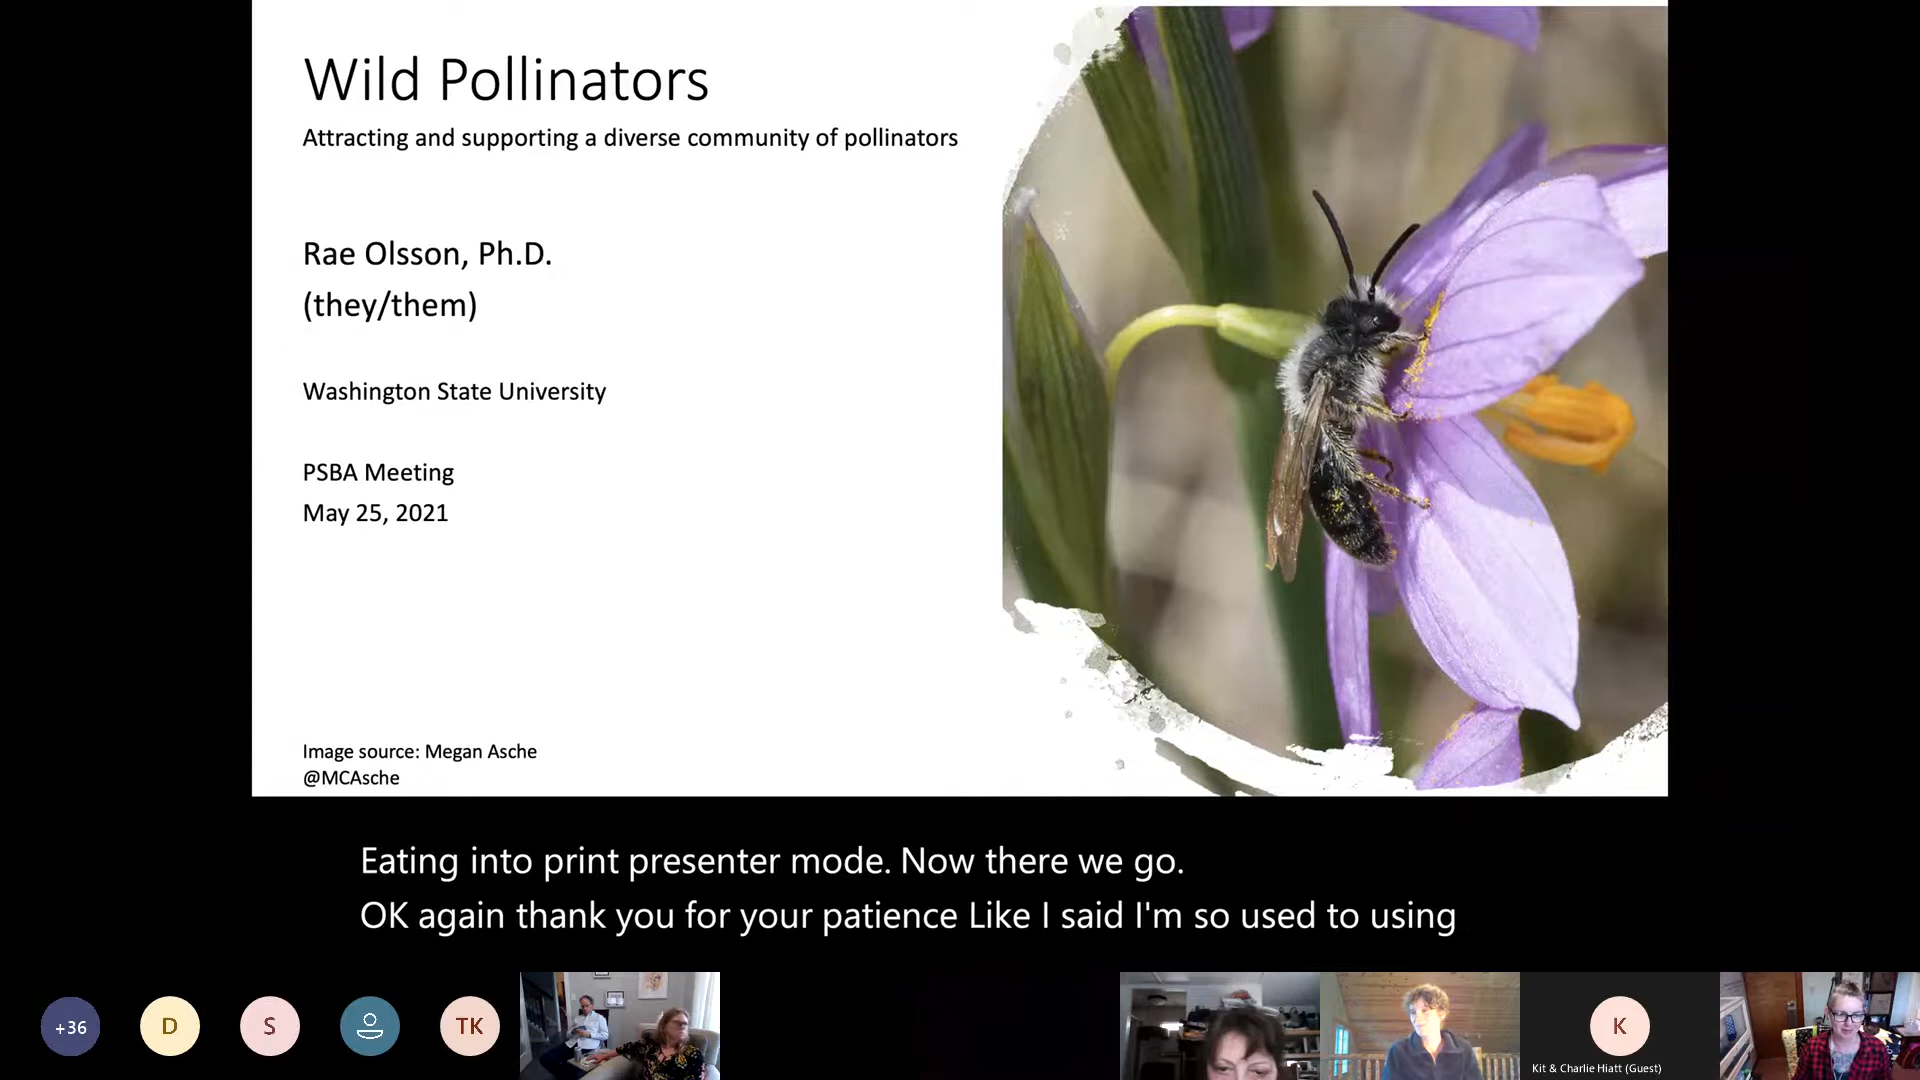 Wild Pollinators
Attracting and supporting a diverse community of pollinators
Rae Olsson, Ph.D.
(they/them)
Washington State University
PSBA Meeting
May 25, 2021
Image source: Megan Asche
@MCAsche
Eating into print presenter mode. Now there we go.
OK again thank you for your patience Like I said I'm so used to using
+36
D
S
TK
K
Kit & Charlie Hiatt (Guest)